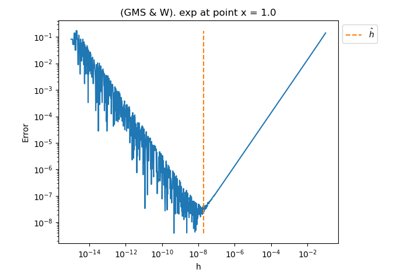 (GMS & W). exp at point x = 1.0
ĥ
Error
10⁻¹
10⁻²
10⁻³
10⁻⁴
10⁻⁵
10⁻⁶
10⁻⁷
10⁻⁸
10⁻¹⁴ 10⁻¹² 10⁻¹⁰ 10⁻⁸ 10⁻⁶ 10⁻⁴ 10⁻²
h